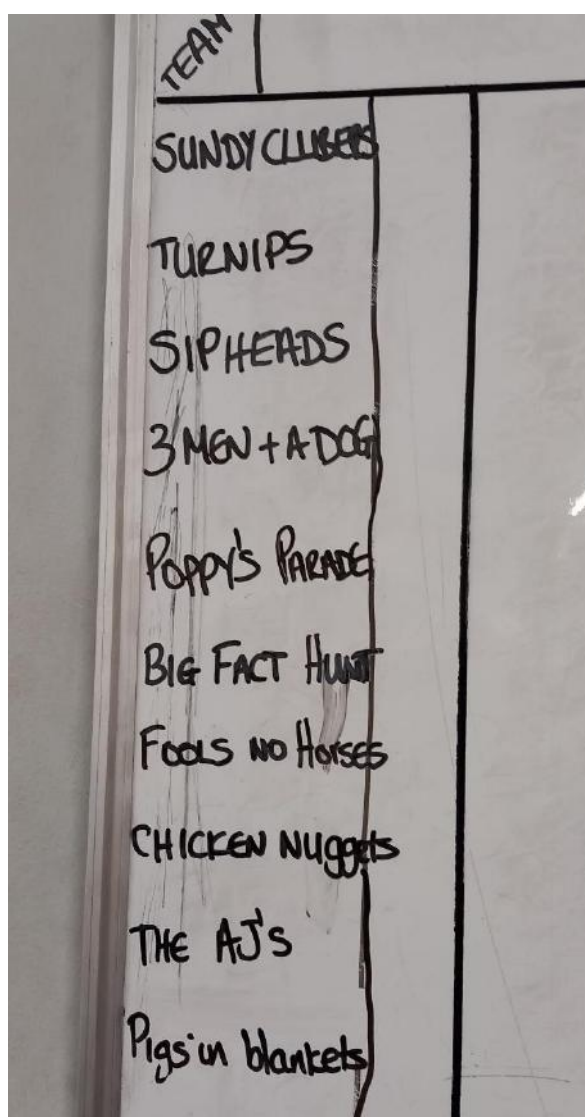 TEAM
SUNDY CLUBERS
TURNIPS
SIPHEADS
3 MEN + A DOG
POPPY'S PARADE
BIG FACT HUNT
FOOLS NO HORSES
CHICKEN NUggets
THE AJ'S
Pigs in blankets